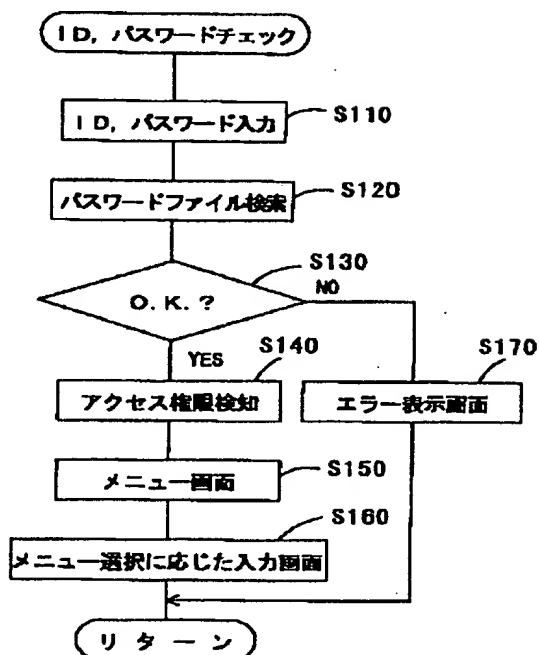 ID, パスワードチェック
ID, パスワード入力
S110
パスワードファイル検索
S120
S130
O. K. ?
NO
YES
S140
S170
アクセス権限検知
エラー表示画面
メニュー画面
S150
S160
メニュー選択に応じた入力画面
リターン